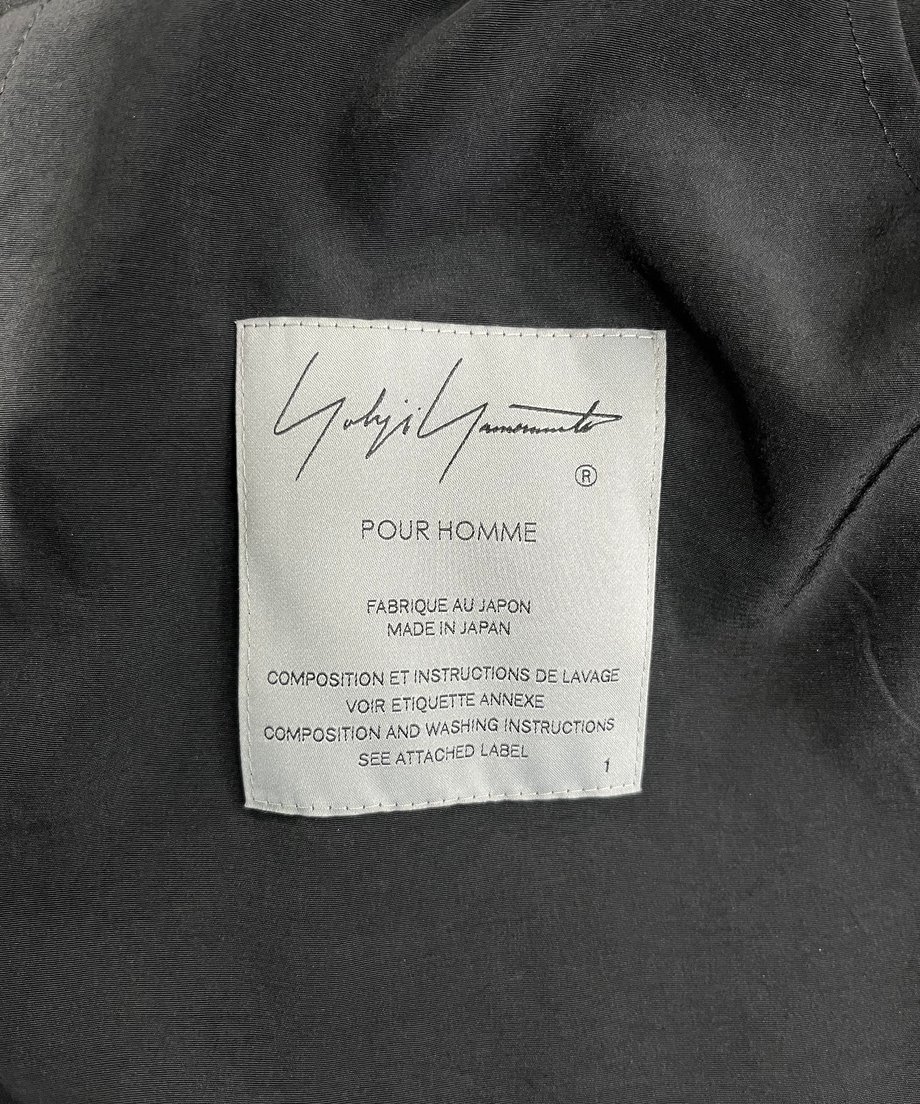 Yohji Yamamoto
®
POUR HOMME
FABRIQUE AU JAPON
MADE IN JAPAN
COMPOSITION ET INSTRUCTIONS DE LAVAGE
VOIR ETIQUETTE ANNEXE
COMPOSITION AND WASHING INSTRUCTIONS
SEE ATTACHED LABEL
1